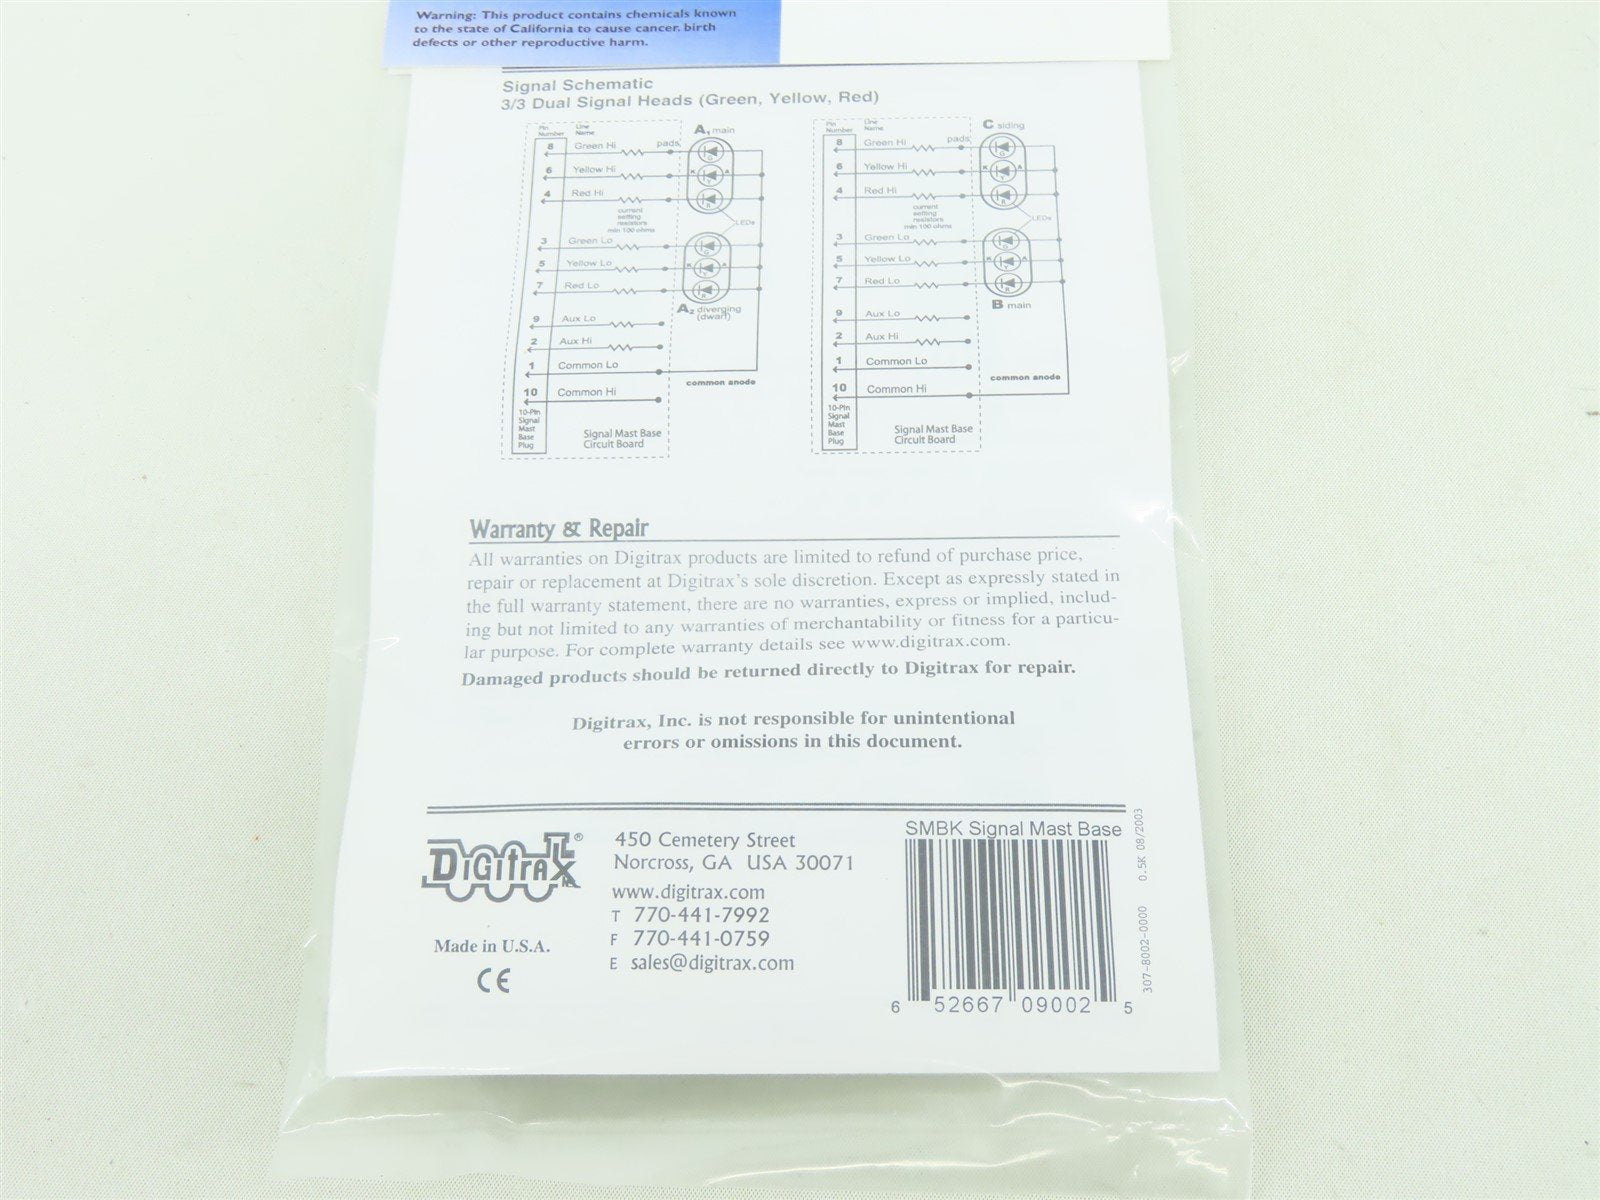 Warning: This product contains chemicals known
to the state of California to cause cancer, birth
defects or other reproductive harm.
Signal Schematic
3/3 Dual Signal Heads (Green, Yellow, Red)
Pin Number
Line Name
pads
A1 main
8 Green Hi
G
6 Yellow Hi
K Y A
4 Red Hi
R
current
setting
resistors
min 100 ohms
LEDs
3 Green Lo
G
5 Yellow Lo
K Y A
7 Red Lo
R
A2 diverging
(dwarf)
9 Aux Lo
2 Aux Hi
1 Common Lo
common anode
10 Common Hi
10-Pin
Signal
Mast
Base
Plug
Signal Mast Base
Circuit Board
Pin Number
Line Name
pads
C siding
8 Green Hi
G
6 Yellow Hi
K Y A
4 Red Hi
R
current
setting
resistors
min 100 ohms
LEDs
3 Green Lo
G
5 Yellow Lo
K Y A
7 Red Lo
R
B main
9 Aux Lo
2 Aux Hi
1 Common Lo
common anode
10 Common Hi
10-Pin
Signal
Mast
Base
Plug
Signal Mast Base
Circuit Board
Warranty & Repair
All warranties on Digitrax products are limited to refund of purchase price,
repair or replacement at Digitrax's sole discretion. Except as expressly stated in
the full warranty statement, there are no warranties, express or implied, includ-
ing but not limited to any warranties of merchantability or fitness for a particu-
lar purpose. For complete warranty details see www.digitrax.com.
Damaged products should be returned directly to Digitrax for repair.
Digitrax, Inc. is not responsible for unintentional
errors or omissions in this document.
DIGITRAX ®
Made in U.S.A.
CE
450 Cemetery Street
Norcross, GA USA 30071
www.digitrax.com
T 770-441-7992
F 770-441-0759
E sales@digitrax.com
SMBK Signal Mast Base
6 52667 09002 5
307-8002-0000 0.5K 08/2003